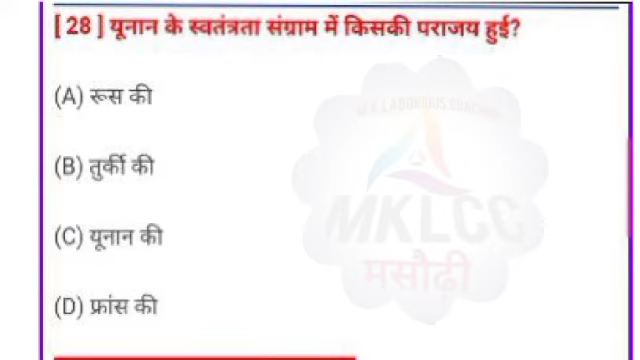 [ 28 ] यूनान के स्वतंत्रता संग्राम में किसकी पराजय हुई?
(A) रूस की
(B) तुर्की की
(C) यूनान की
(D) फ्रांस की
MKLCC
मसौढ़ी